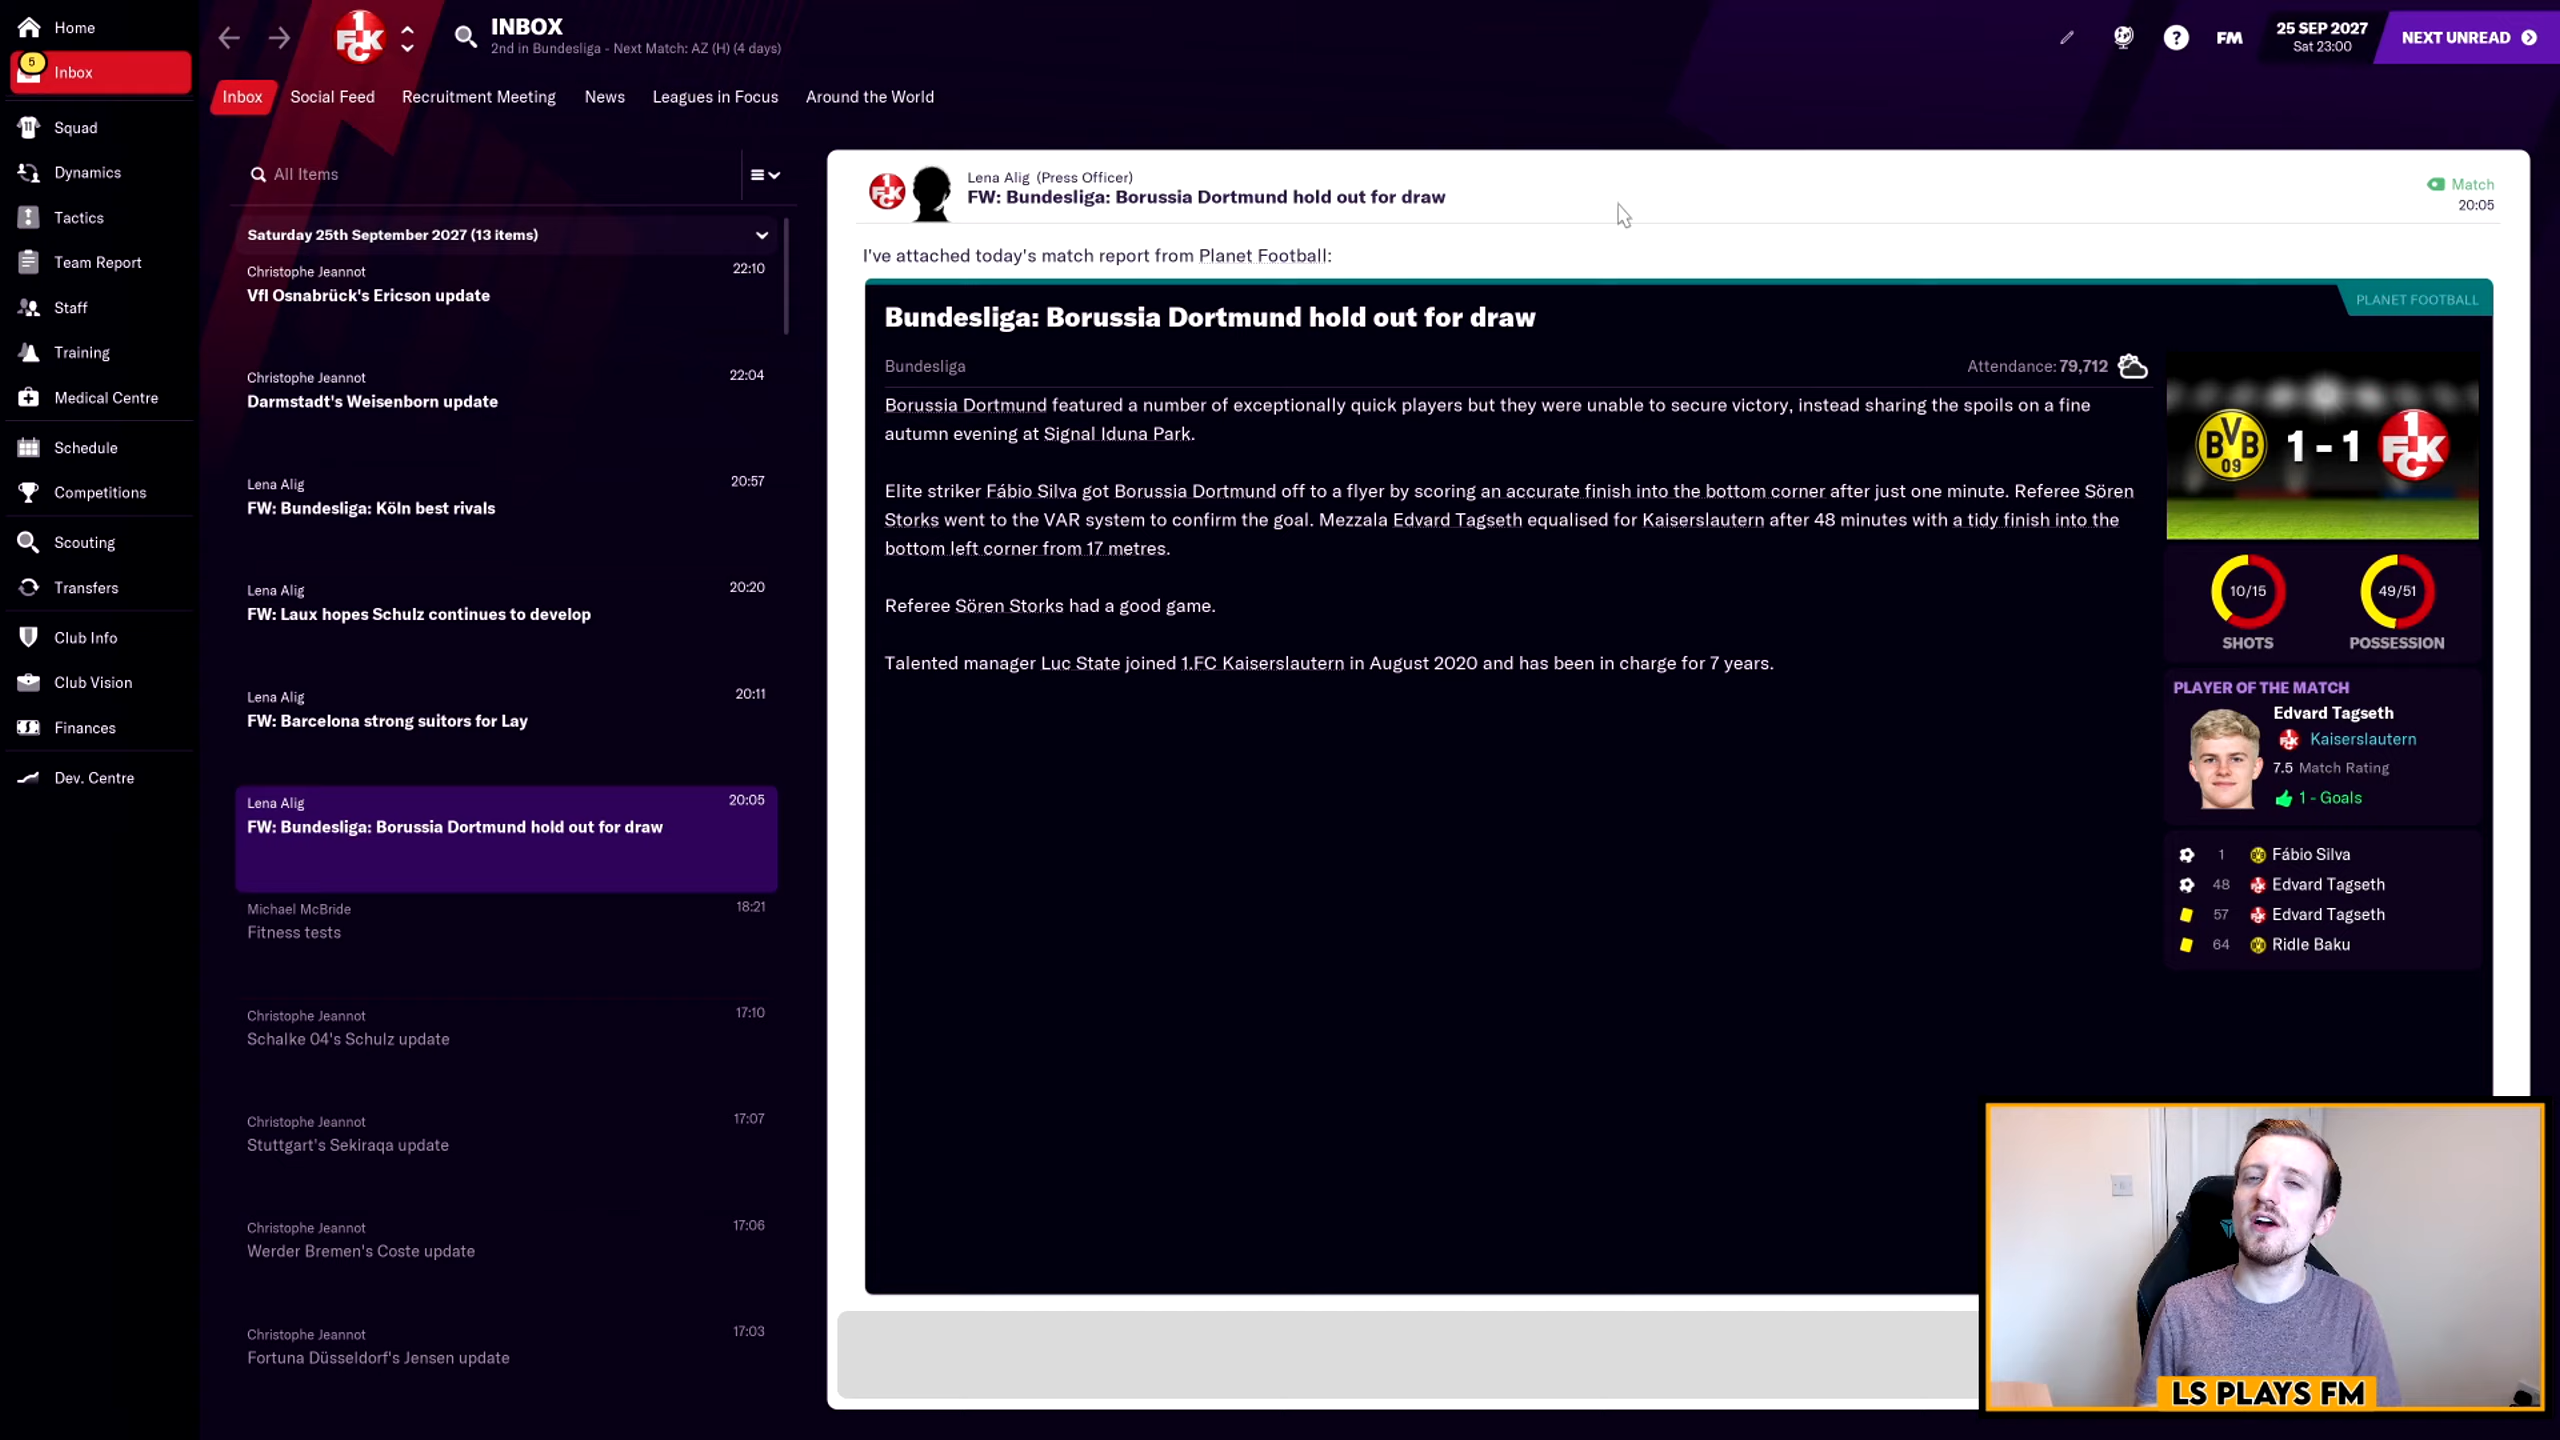 Home
5
Inbox
Squad
Dynamics
Tactics
Team Report
Staff
Training
Medical Centre
Schedule
Competitions
Scouting
Transfers
Club Info
Club Vision
Finances
Dev. Centre
1
FCK
INBOX
2nd in Bundesliga - Next Match: AZ (H) (4 days)
FM
25 SEP 2027
Sat 23:00
NEXT UNREAD
Inbox
Social Feed
Recruitment Meeting
News
Leagues in Focus
Around the World
All Items
Saturday 25th September 2027 (13 items)
Christophe Jeannot
22:10
Vfl Osnabrück's Ericson update
Christophe Jeannot
22:04
Darmstadt's Weisenborn update
Lena Alig
20:57
FW: Bundesliga: Köln best rivals
Lena Alig
20:20
FW: Laux hopes Schulz continues to develop
Lena Alig
20:11
FW: Barcelona strong suitors for Lay
Lena Alig
20:05
FW: Bundesliga: Borussia Dortmund hold out for draw
Michael McBride
18:21
Fitness tests
Christophe Jeannot
17:10
Schalke 04's Schulz update
Christophe Jeannot
17:07
Stuttgart's Sekiraqa update
Christophe Jeannot
17:06
Werder Bremen's Coste update
Christophe Jeannot
17:03
Fortuna Düsseldorf's Jensen update
Lena Alig (Press Officer)
FW: Bundesliga: Borussia Dortmund hold out for draw
Match
20:05
I've attached today's match report from Planet Football:
PLANET FOOTBALL
Bundesliga: Borussia Dortmund hold out for draw
Bundesliga
Attendance: 79,712
Borussia Dortmund featured a number of exceptionally quick players but they were unable to secure victory, instead sharing the spoils on a fine
autumn evening at Signal Iduna Park.
Elite striker Fábio Silva got Borussia Dortmund off to a flyer by scoring an accurate finish into the bottom corner after just one minute. Referee Sören
Storks went to the VAR system to confirm the goal. Mezzala Edvard Tagseth equalised for Kaiserslautern after 48 minutes with a tidy finish into the
bottom left corner from 17 metres.
Referee Sören Storks had a good game.
Talented manager Luc State joined 1.FC Kaiserslautern in August 2020 and has been in charge for 7 years.
BVB
09
1 - 1
1
FCK
10/15
SHOTS
49/51
POSSESSION
PLAYER OF THE MATCH
Edvard Tagseth
Kaiserslautern
7.5 Match Rating
1 - Goals
1 Fábio Silva
48 Edvard Tagseth
57 Edvard Tagseth
64 Ridle Baku
LS PLAYS FM